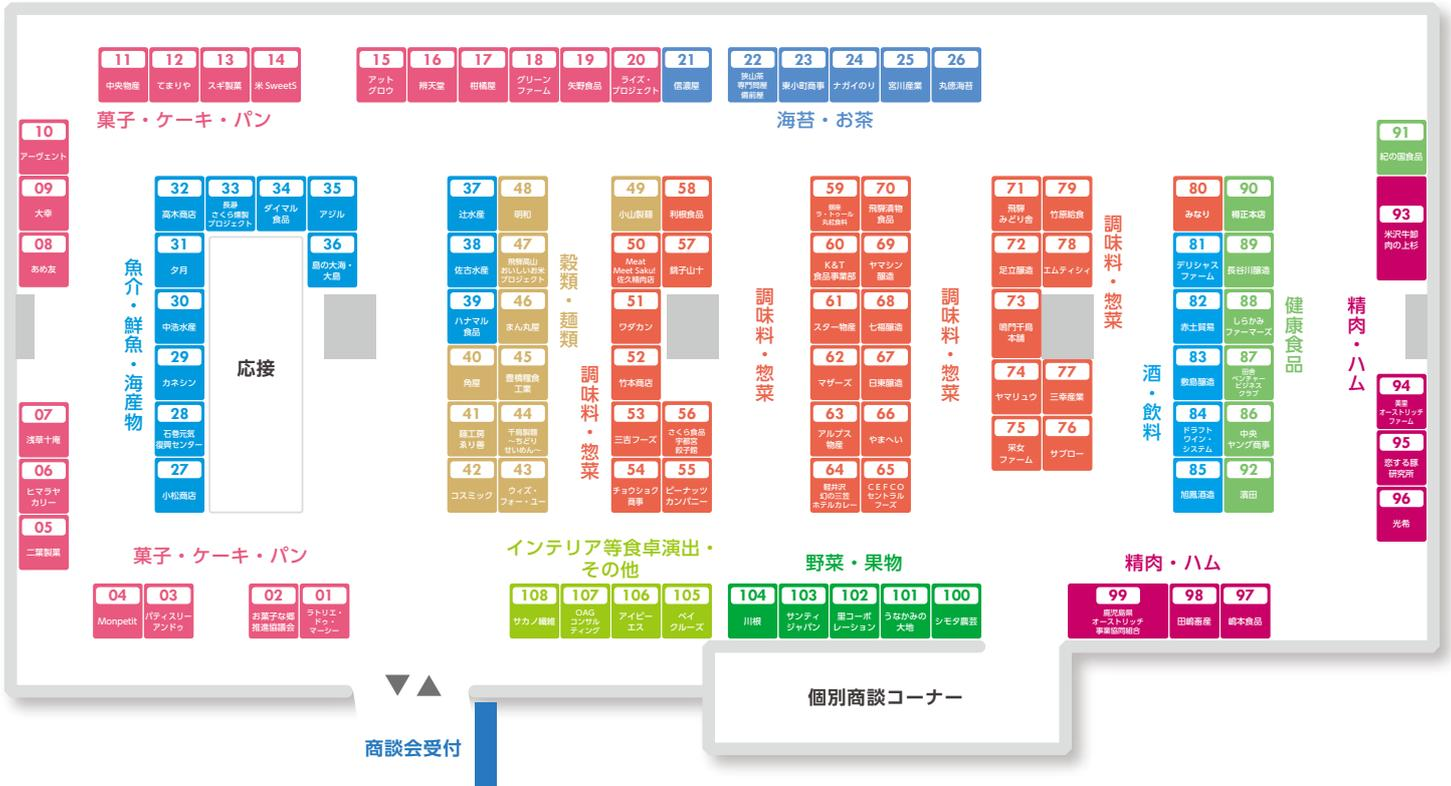 11
中央物産
12
てまりや
13
スギ製菓
14
米 SweetS
15
アット
グロウ
16
辨天堂
17
柑橘屋
18
グリーン
ファーム
19
矢野食品
20
ライズ・
プロジェクト
21
信濃屋
22
狭山茶
専門問屋
備前屋
23
東小町商事
24
ナガイのり
25
宮川産業
26
丸徳海苔
菓子・ケーキ・パン
海苔・お茶
10
アーヴェント
09
大幸
08
あめ友
07
浅草十庵
06
ヒマラヤ
カリー
05
二葉製菓
32
高木商店
33
長瀞
さくら燻製
プロジェクト
34
ダイマル
食品
35
アジル
31
夕月
36
島の大海・
大島
30
中浩水産
29
カネシン
28
石巻元気
復興センター
27
小松商店
魚介・鮮魚・海産物
応接
37
辻水産
48
明和
38
佐古水産
47
飛騨高山
おいしいお米
プロジェクト
39
ハナマル
食品
46
まん丸屋
40
角屋
45
豊橋糧食
工業
41
麺工房
ゑり善
44
千鳥製麺
〜ちどり
せいめん〜
42
コスミック
43
ウィズ・
フォー・ユー
穀類・麺類
調味料・惣菜
49
小山製麺
58
利根食品
50
Meat
Meet Saku!
佐久精肉店
57
銚子山十
51
ワダカン
52
竹本商店
53
三吉フーズ
56
さくら食品
宇都宮
餃子館
54
チョウショク
商事
55
ピーナッツ
カンパニー
調味料・惣菜
59
銀座
ラ・トゥール
丸紅食料
70
飛騨漬物
食品
60
K&T
食品事業部
69
ヤマシン
醸造
61
スター物産
68
七福醸造
62
マザーズ
67
日東醸造
63
アルプス
物産
66
やまへい
64
軽井沢
幻の三笠
ホテルカレー
65
CEFCO
セントラル
フーズ
調味料・惣菜
71
飛騨
みどり舎
79
竹原給食
72
足立醸造
78
エムティシィ
73
鳴門千鳥
本舗
74
ヤマリュウ
77
三幸産業
75
采女
ファーム
76
サブロー
調味料・惣菜
酒・飲料
80
みなり
90
樽正本店
81
デリシャス
ファーム
89
長谷川醸造
82
赤土貿易
88
しらかみ
ファーマーズ
83
敷島醸造
87
田舎
ベンチャー
ビジネス
クラブ
84
ドラフト
ワイン・
システム
86
中央
ヤング商事
85
旭鳳酒造
92
濵田
健康食品
精肉・ハム
91
紀の国食品
93
米沢牛卸
肉の上杉
94
美里
オーストリッチ
ファーム
95
恋する豚
研究所
96
光希
菓子・ケーキ・パン
インテリア等食卓演出・
その他
野菜・果物
精肉・ハム
04
Monpetit
03
パティスリー
アンドゥ
02
お菓子な郷
推進協議会
01
ラトリエ・
ドゥ・
マーシー
108
サカノ繊維
107
OAG
コンサル
ティング
106
アイピー
エス
105
ベイ
クルーズ
104
川根
103
サンティ
ジャパン
102
里コーポ
レーション
101
うなかみの
大地
100
シモタ農芸
99
鹿児島県
オーストリッチ
事業協同組合
98
田嶋畜産
97
嶋本食品
個別商談コーナー
商談会受付